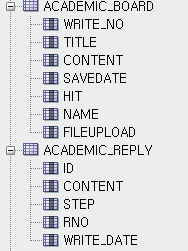 ACADEMIC_BOARD
WRITE_NO
TITLE
CONTENT
SAVEDATE
HIT
NAME
FILEUPLOAD
ACADEMIC_REPLY
ID
CONTENT
STEP
RNO
WRITE_DATE